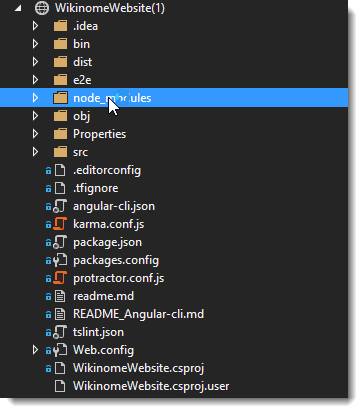 WikinomeWebsite(1)
.idea
bin
dist
e2e
node_modules
obj
Properties
src
.editorconfig
.tfignore
angular-cli.json
karma.conf.js
package.json
packages.config
protractor.conf.js
readme.md
README_Angular-cli.md
tslint.json
Web.config
WikinomeWebsite.csproj
WikinomeWebsite.csproj.user